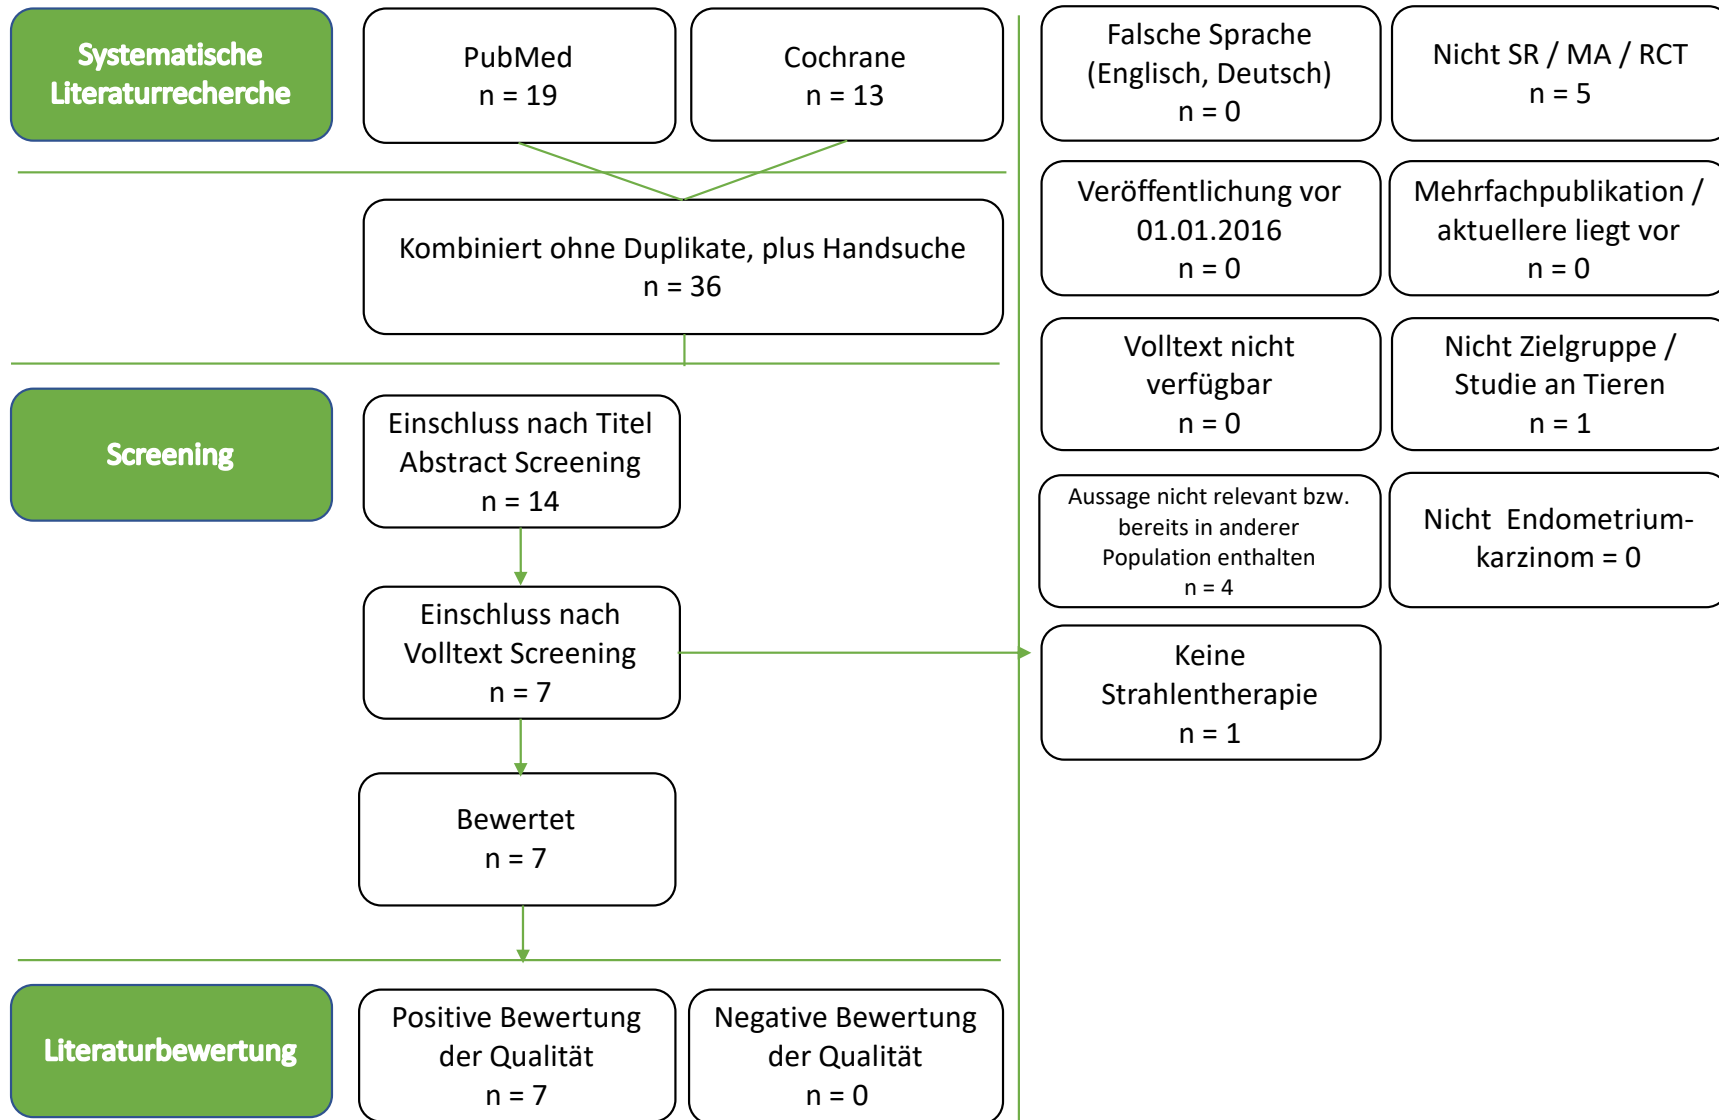 Systematische
Literaturrecherche
PubMed
n = 19
Cochrane
n = 13
Kombiniert ohne Duplikate, plus Handsuche
n = 36
Screening
Einschluss nach Titel
Abstract Screening
n = 14
Einschluss nach
Volltext Screening
n = 7
Bewertet
n = 7
Literaturbewertung
Positive Bewertung
der Qualität
n = 7
Negative Bewertung
der Qualität
n = 0
Falsche Sprache
(Englisch, Deutsch)
n = 0
Nicht SR / MA / RCT
n = 5
Veröffentlichung vor
01.01.2016
n = 0
Mehrfachpublikation /
aktuellere liegt vor
n = 0
Volltext nicht
verfügbar
n = 0
Nicht Zielgruppe /
Studie an Tieren
n = 1
Aussage nicht relevant bzw.
bereits in anderer
Population enthalten
n = 4
Nicht Endometrium-
karzinom = 0
Keine
Strahlentherapie
n = 1